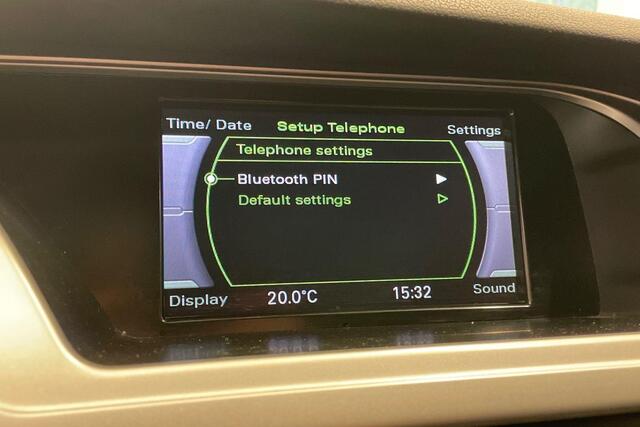 Time/ Date
Setup Telephone
Settings
Telephone settings
Bluetooth PIN
Default settings
Display
20.0°C
15:32
Sound